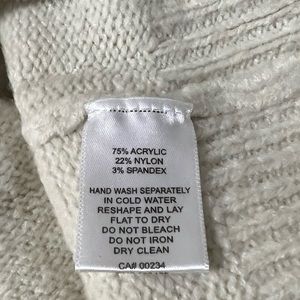 75% ACRYLIC
22% NYLON
3% SPANDEX
HAND WASH SEPARATELY
IN COLD WATER
RESHAPE AND LAY
FLAT TO DRY
DO NOT BLEACH
DO NOT IRON
DRY CLEAN
CA# 00234